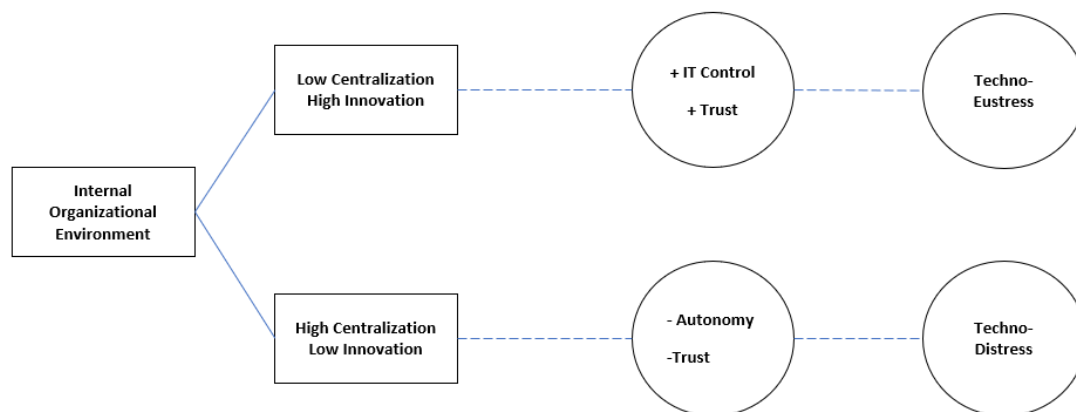 Low Centralization
High Innovation
+ IT Control
+ Trust
Techno-
Eustress
Internal
Organizational
Environment
High Centralization
Low Innovation
- Autonomy
-Trust
Techno-
Distress